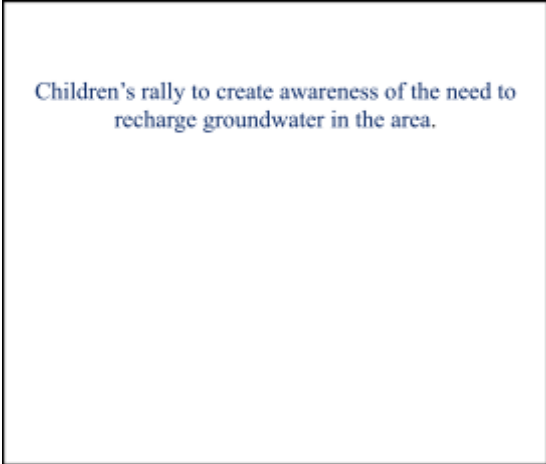 Children’s rally to create awareness of the need to
recharge groundwater in the area.